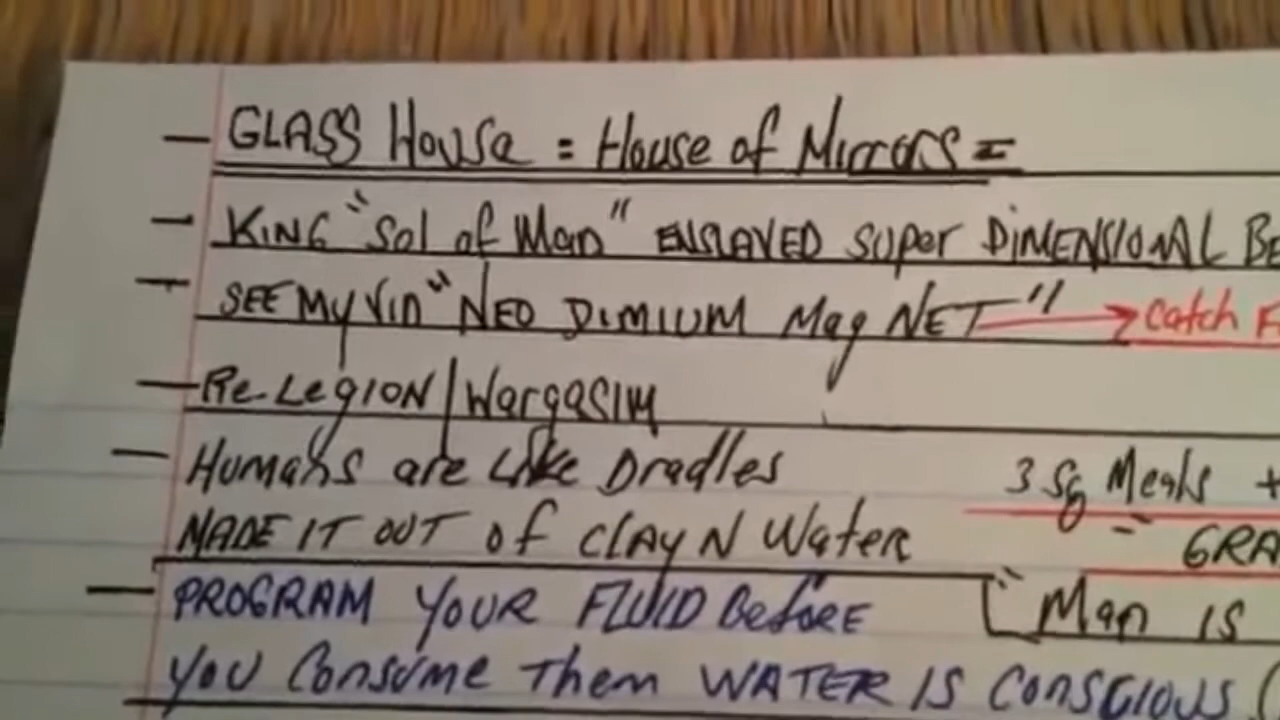 — GLASS House = House of Mirrors =
— KING "Sol of Man" ENSLAVED super DiMENSIONAL BE
— SEE My Vid "NEO DIMIUM Mag NET" → catch F
— Re-LegION / WargasIM
— Humans are Like Dradles
3 sq Meals +
MADE IT OUT of CLAY N Water
GRA
— PROGRAM YOUR FLUID BeforE
"Man is
YOU Consume Them WATER IS CONSCIOUS (